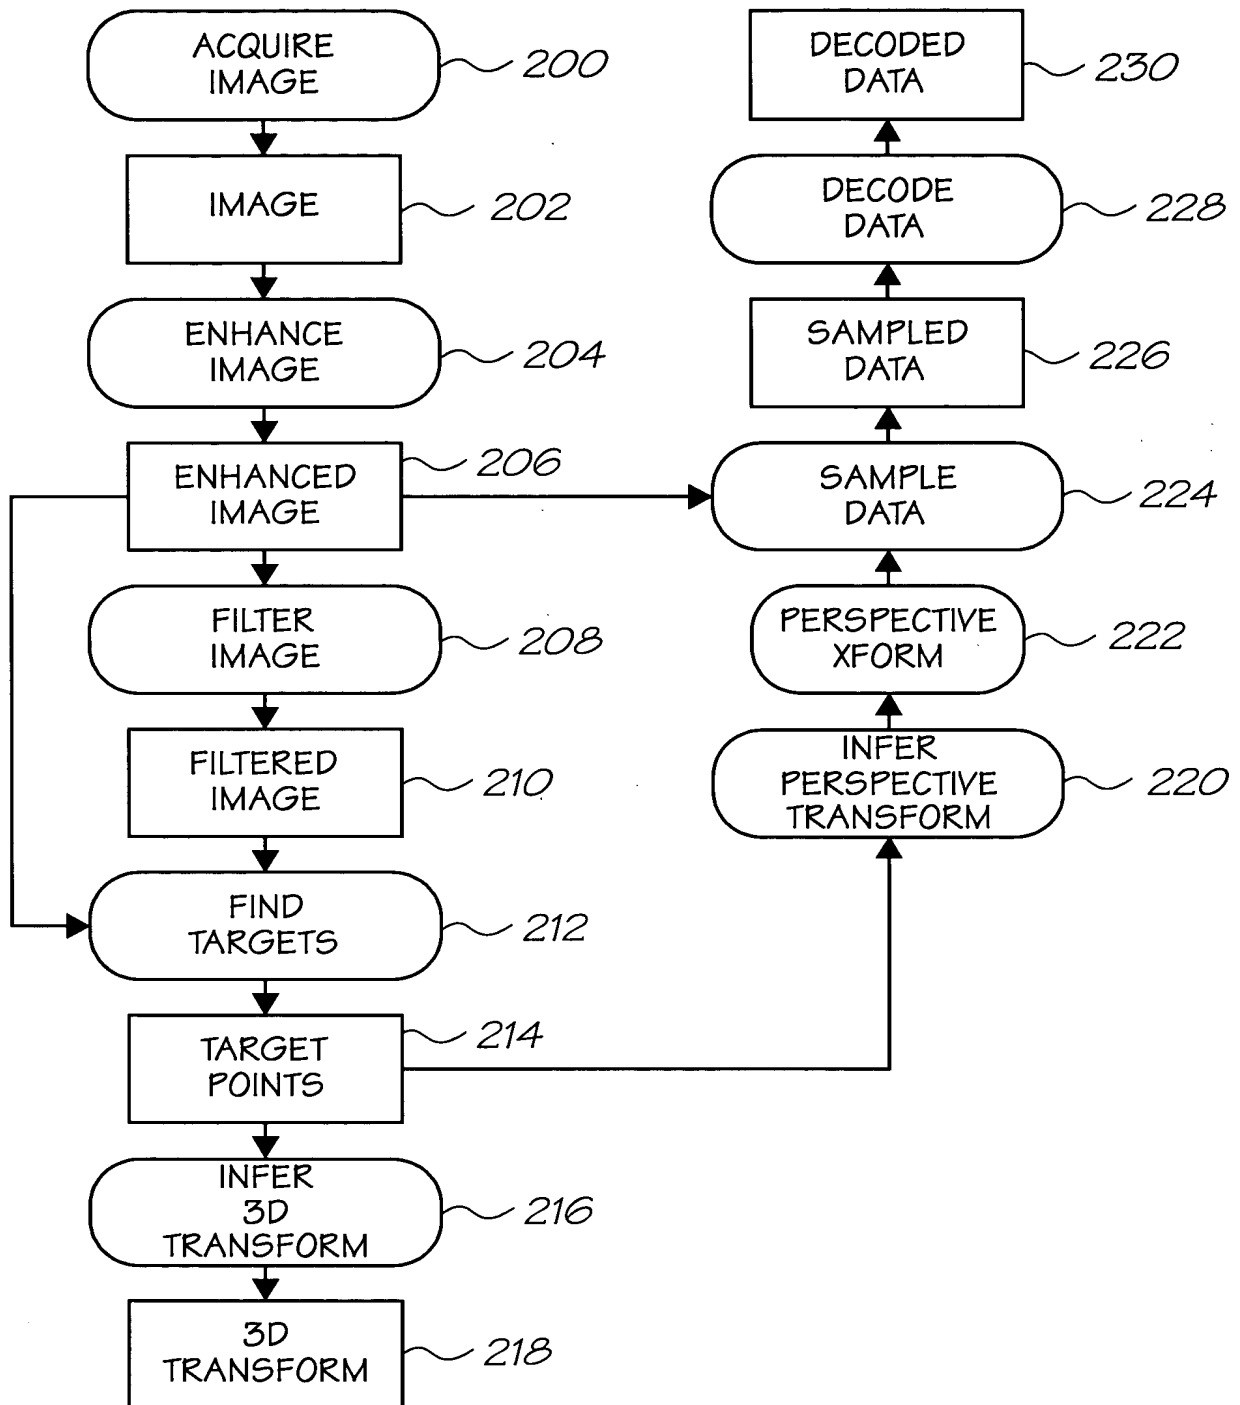 ACQUIRE
IMAGE
200
IMAGE
202
ENHANCE
IMAGE
204
ENHANCED
IMAGE
206
FILTER
IMAGE
208
FILTERED
IMAGE
210
FIND
TARGETS
212
TARGET
POINTS
214
INFER
3D
TRANSFORM
216
3D
TRANSFORM
218
DECODED
DATA
230
DECODE
DATA
228
SAMPLED
DATA
226
SAMPLE
DATA
224
PERSPECTIVE
XFORM
222
INFER
PERSPECTIVE
TRANSFORM
220